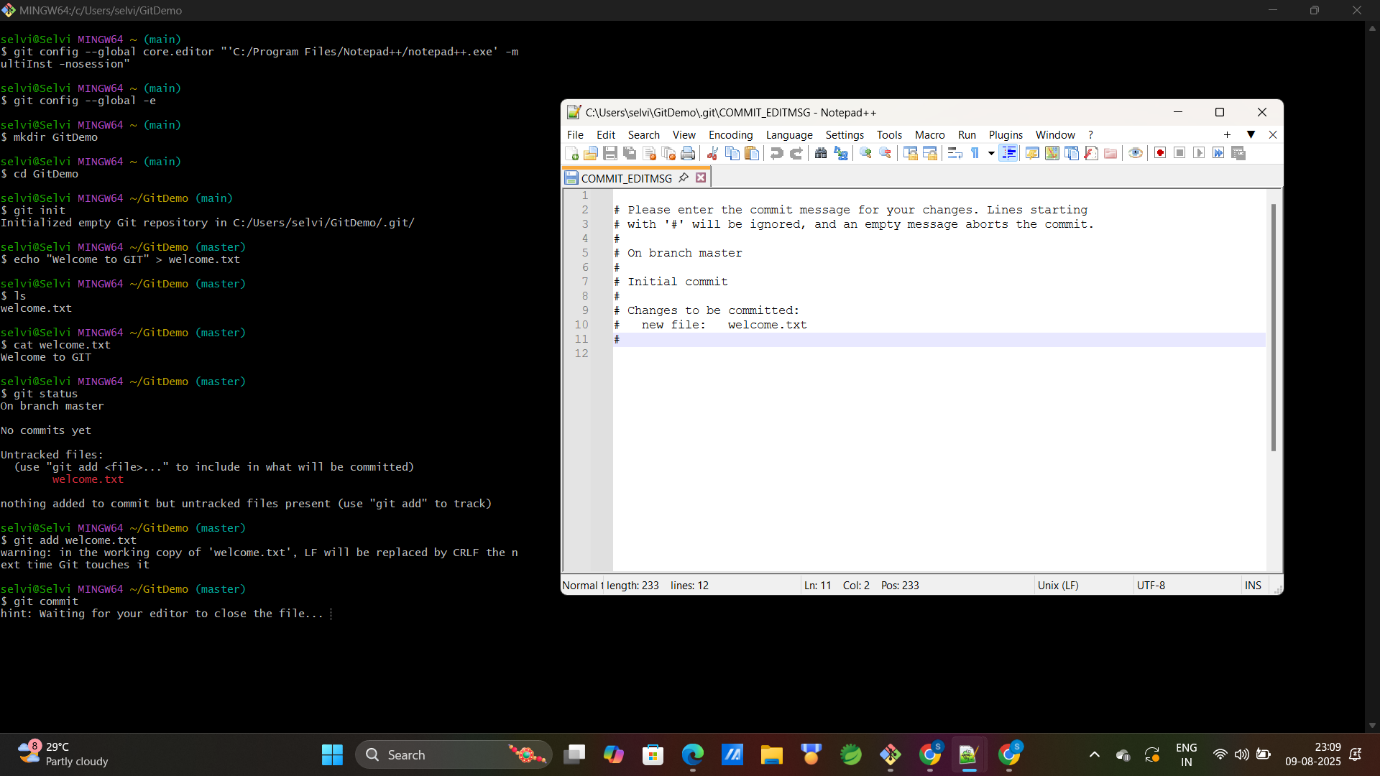 MINGW64:/c/Users/selvi/GitDemo
selvi@Selvi MINGW64 ~ (main)
$ git config --global core.editor "'C:/Program Files/Notepad++/notepad++.exe' -m
ultiInst -nosession"
selvi@Selvi MINGW64 ~ (main)
$ git config --global -e
selvi@Selvi MINGW64 ~ (main)
$ mkdir GitDemo
selvi@Selvi MINGW64 ~ (main)
$ cd GitDemo
selvi@Selvi MINGW64 ~/GitDemo (main)
$ git init
Initialized empty Git repository in C:/Users/selvi/GitDemo/.git/
selvi@Selvi MINGW64 ~/GitDemo (master)
$ echo "Welcome to GIT" > welcome.txt
selvi@Selvi MINGW64 ~/GitDemo (master)
$ ls
welcome.txt
selvi@Selvi MINGW64 ~/GitDemo (master)
$ cat welcome.txt
Welcome to GIT
selvi@Selvi MINGW64 ~/GitDemo (master)
$ git status
On branch master
No commits yet
Untracked files:
(use "git add <file>..." to include in what will be committed)
welcome.txt
nothing added to commit but untracked files present (use "git add" to track)
selvi@Selvi MINGW64 ~/GitDemo (master)
$ git add welcome.txt
warning: in the working copy of 'welcome.txt', LF will be replaced by CRLF the n
ext time Git touches it
selvi@Selvi MINGW64 ~/GitDemo (master)
$ git commit
hint: Waiting for your editor to close the file...
C:\Users\selvi\GitDemo\.git\COMMIT_EDITMSG - Notepad++
File Edit Search View Encoding Language Settings Tools Macro Run Plugins Window ?
COMMIT_EDITMSG
1
2 # Please enter the commit message for your changes. Lines starting
3 # with '#' will be ignored, and an empty message aborts the commit.
4 #
5 # On branch master
6 #
7 # Initial commit
8 #
9 # Changes to be committed:
10 # new file: welcome.txt
11 #
12
Normal t length: 233 lines: 12 Ln: 11 Col: 2 Pos: 233 Unix (LF) UTF-8 INS
8
29°C
Partly cloudy
Search
S
S
ENG
IN
23:09
09-08-2025